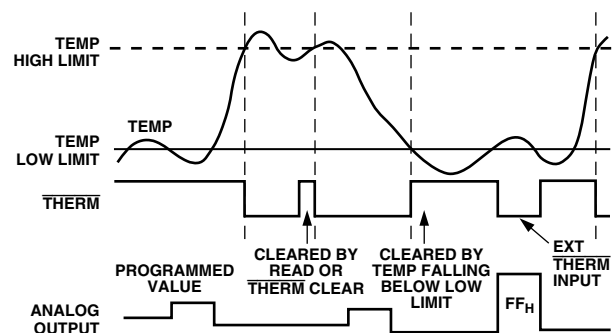 TEMP
HIGH LIMIT
TEMP
TEMP
LOW LIMIT
THERM
CLEARED BY
READ OR
THERM CLEAR
CLEARED BY
TEMP FALLING
BELOW LOW
LIMIT
EXT
THERM
INPUT
PROGRAMMED
VALUE
ANALOG
OUTPUT
FFH